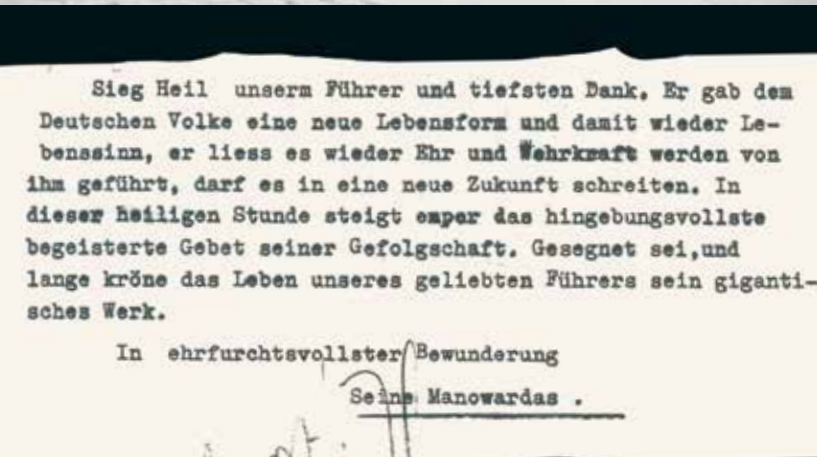 Sieg Heil unserm Führer und tiefsten Dank. Er gab dem
Deutschen Volke eine neue Lebensform und damit wieder Le-
benssinn, er liess es wieder Ehr und Wehrkraft werden von
ihm geführt, darf es in eine neue Zukunft schreiten. In
dieser heiligen Stunde steigt empor das hingebungsvollste
begeisterte Gebet seiner Gefolgschaft. Gesegnet sei,und
lange kröne das Leben unseres geliebten Führers sein giganti-
sches Werk.
In ehrfurchtsvollster Bewunderung
Seine Manowardas .